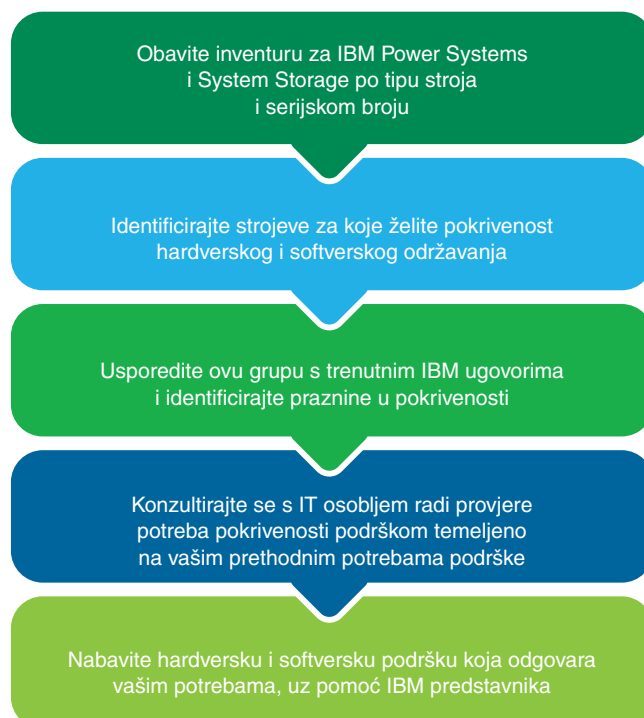 Obavite inventuru za IBM Power Systems
i System Storage po tipu stroja
i serijskom broju
Identificirajte strojeve za koje želite pokrivenost
hardverskog i softverskog održavanja
Usporedite ovu grupu s trenutnim IBM ugovorima
i identificirajte praznine u pokrivenosti
Konzultirajte se s IT osobljem radi provjere
potreba pokrivenosti podrškom temeljeno
na vašim prethodnim potrebama podrške
Nabavite hardversku i softversku podršku koja odgovara
vašim potrebama, uz pomoć IBM predstavnika